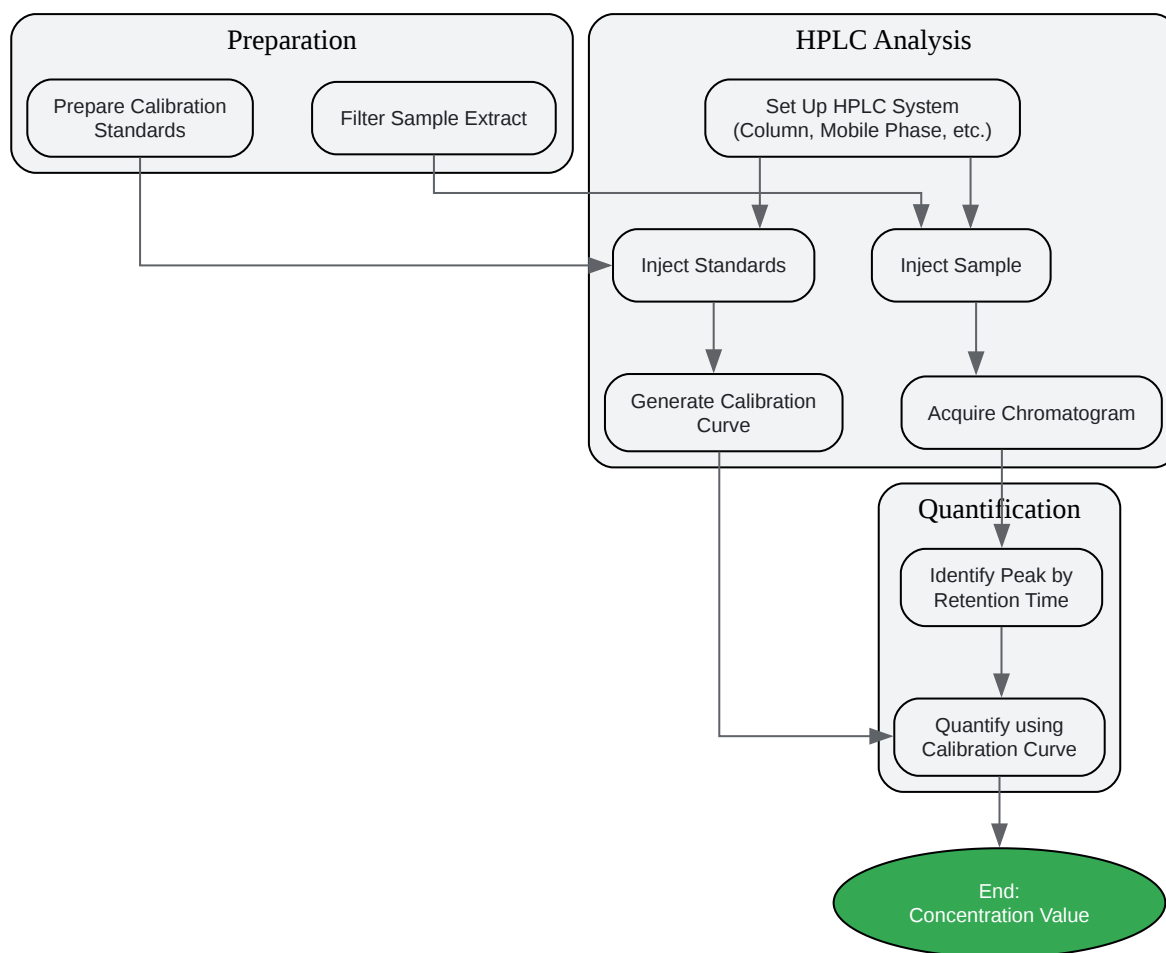 Preparation
Prepare Calibration
Standards
Filter Sample Extract
HPLC Analysis
Set Up HPLC System
(Column, Mobile Phase, etc.)
Inject Standards
Inject Sample
Generate Calibration
Curve
Acquire Chromatogram
Quantification
Identify Peak by
Retention Time
Quantify using
Calibration Curve
End:
Concentration Value